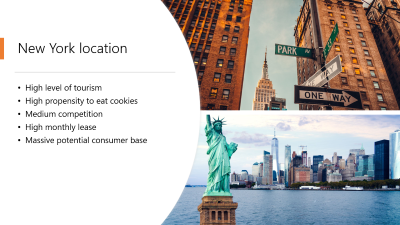 New York location
• High level of tourism
• High propensity to eat cookies
• Medium competition
• High monthly lease
• Massive potential consumer base
PARK AV
ONE WAY